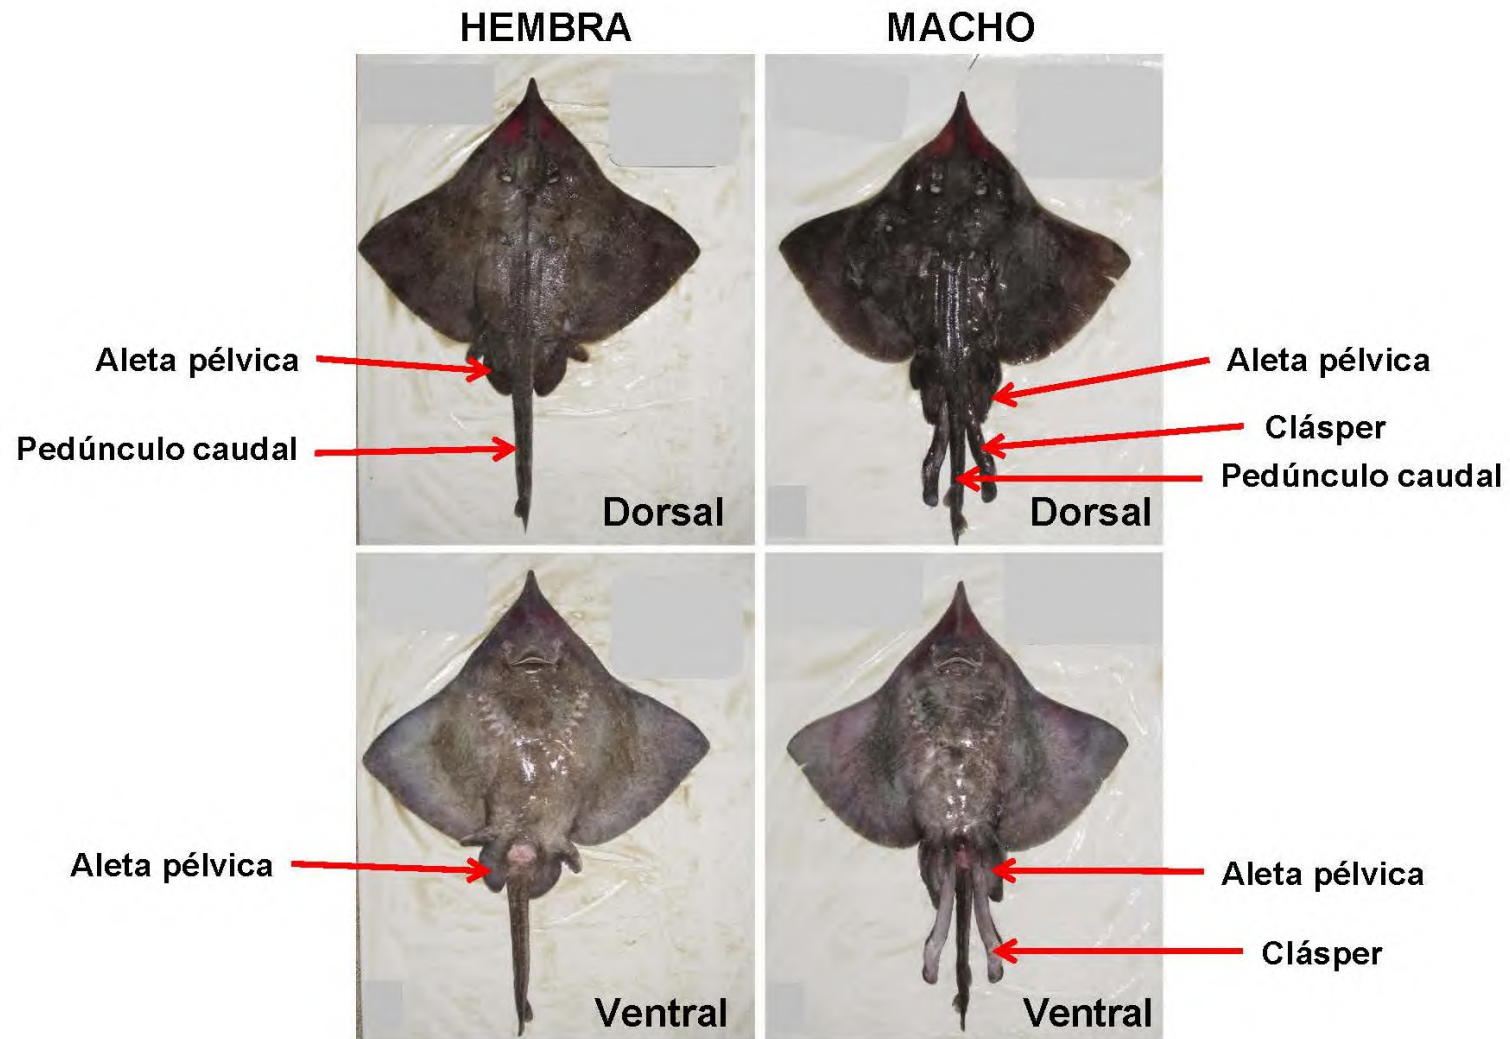 HEMBRA
MACHO
Aleta pélvica
Pedúnculo caudal
Dorsal
Aleta pélvica
Clásper
Pedúnculo caudal
Dorsal
Aleta pélvica
Ventral
Aleta pélvica
Clásper
Ventral